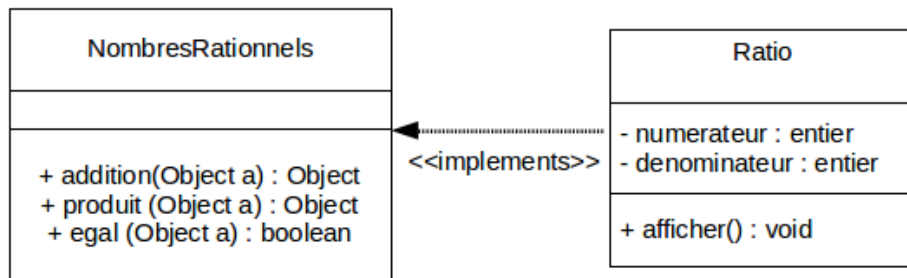 NombresRationnels
+ addition(Object a) : Object
+ produit (Object a) : Object
+ egal (Object a) : boolean
<<implements>>
Ratio
- numerateur : entier
- denominateur : entier
+ afficher() : void